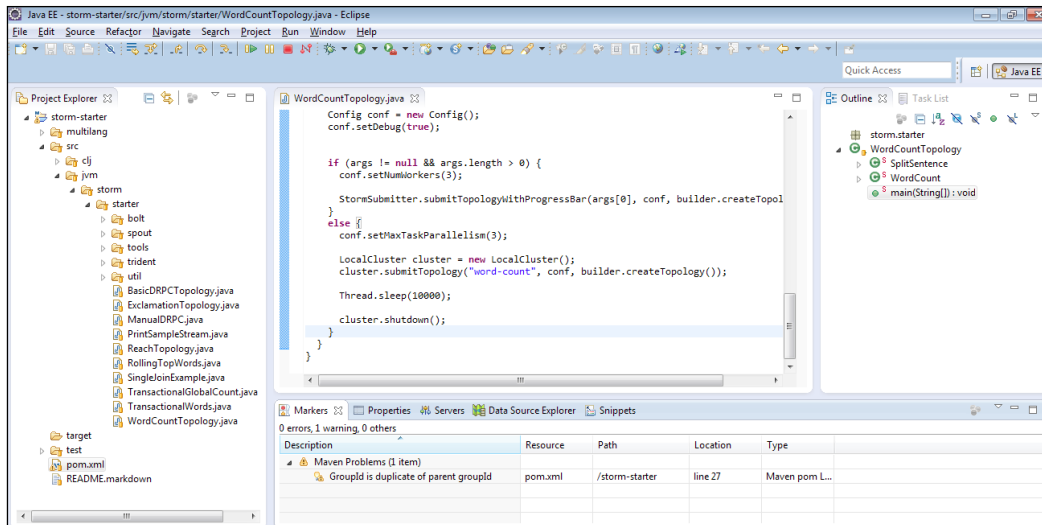 Java EE - storm-starter/src/jvm/storm/starter/WordCountTopology.java - Eclipse
File Edit Source Refactor Navigate Search Project Run Window Help
Quick Access
Java EE
Project Explorer
storm-starter
multilang
src
clj
jvm
storm
starter
bolt
spout
tools
trident
util
BasicDRPCTopology.java
ExclamationTopology.java
ManualDRPC.java
PrintSampleStream.java
ReachTopology.java
RollingTopWords.java
SingleJoinExample.java
TransactionalGlobalCount.java
TransactionalWords.java
WordCountTopology.java
target
test
pom.xml
README.markdown
WordCountTopology.java
Config conf = new Config();
conf.setDebug(true);
if (args != null && args.length > 0) {
conf.setNumWorkers(3);
StormSubmitter.submitTopologyWithProgressBar(args[0], conf, builder.createTopol
}
else {
conf.setMaxTaskParallelism(3);
LocalCluster cluster = new LocalCluster();
cluster.submitTopology("word-count", conf, builder.createTopology());
Thread.sleep(10000);
cluster.shutdown();
}
}
}
Outline Task List
storm.starter
WordCountTopology
SplitSentence
WordCount
main(String[]) : void
Markers Properties Servers Data Source Explorer Snippets
0 errors, 1 warning, 0 others
Description Resource Path Location Type
Maven Problems (1 item)
GroupId is duplicate of parent groupId pom.xml /storm-starter line 27 Maven pom L...